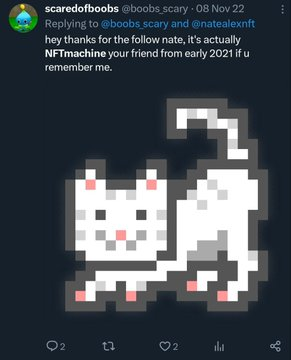 scaredofboobs @boobs_scary · 08 Nov 22
Replying to @boobs_scary and @natealexnft
hey thanks for the follow nate, it's actually
NFTmachine your friend from early 2021 if u
remember me.
2
2